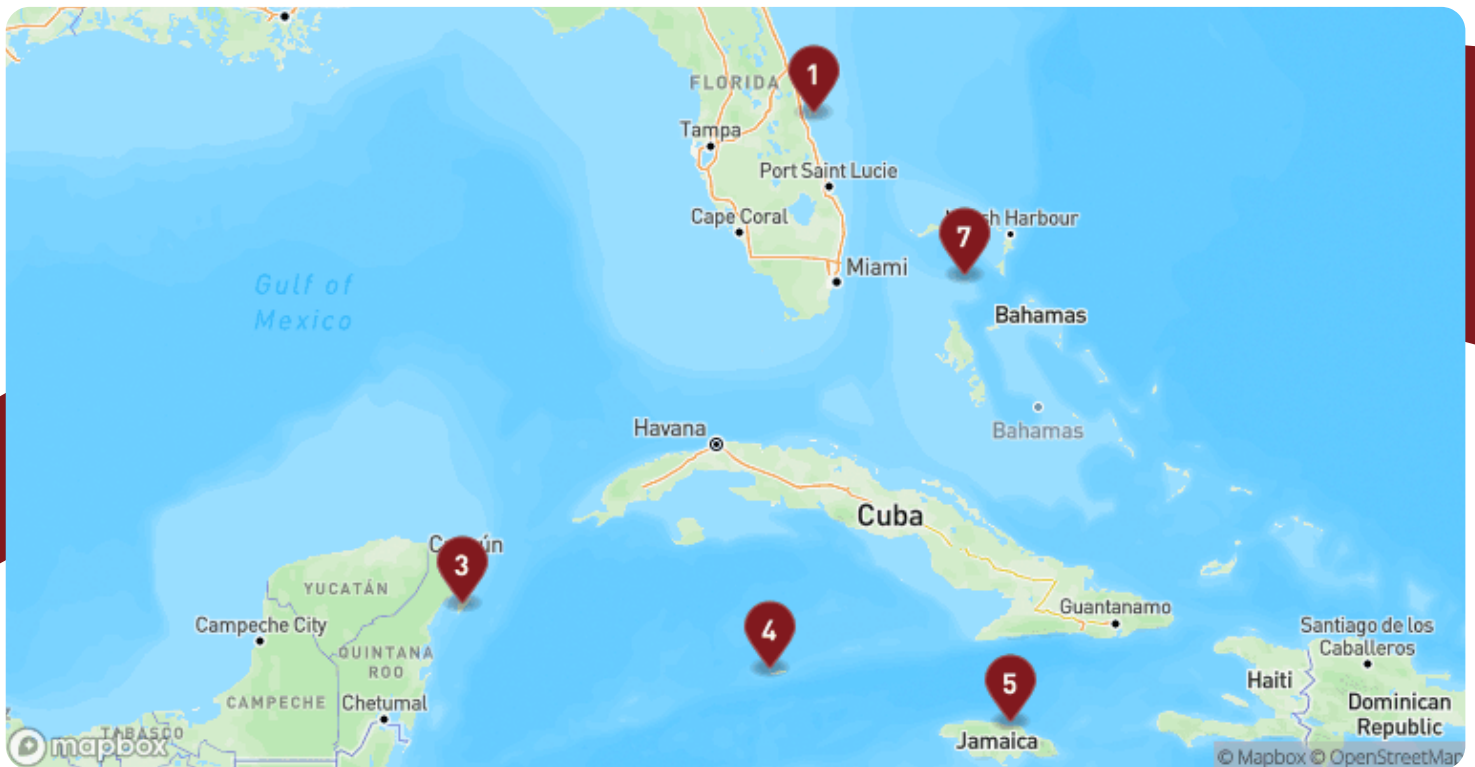 1
FLORIDA
Tampa
Port Saint Lucie
Cape Coral
sh Harbour
7
Miami
Gulf of
Mexico
Bahamas
Havana
Bahamas
Cuba
3
YUCATÁN
Campeche City
Guantanamo
4
Santiago de los
Caballeros
QUINTANA
ROO
5
Haiti
CAMPECHE
Chetumal
Dominican
Republic
TABASCO
mapbox
Jamaica
© Mapbox © OpenStreetMap